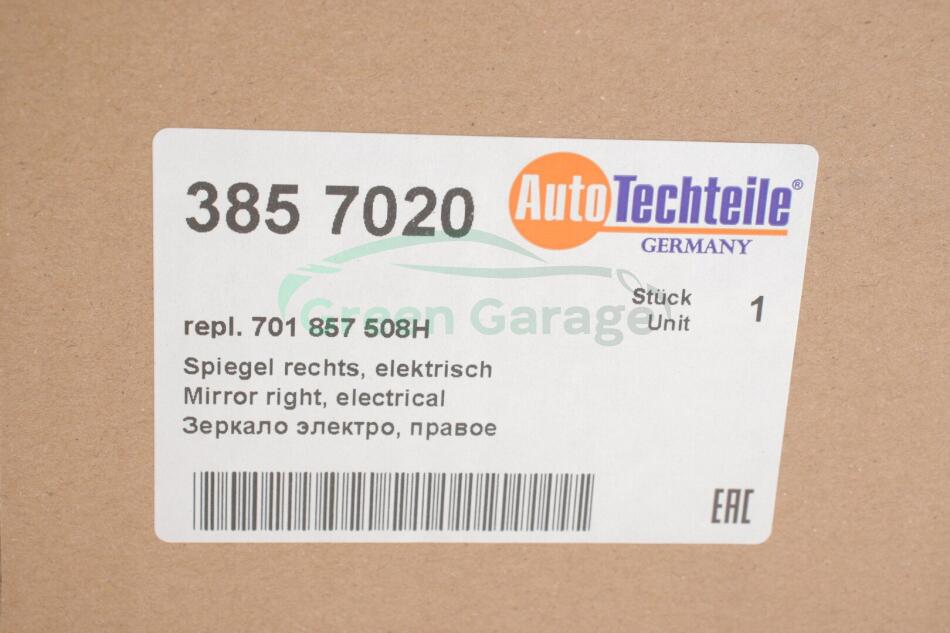 385 7020
AutoTechteile®
GERMANY
Green Garage
Stück
Unit
1
repl. 701 857 508H
Spiegel rechts, elektrisch
Mirror right, electrical
Зеркало электро, правое
EAC